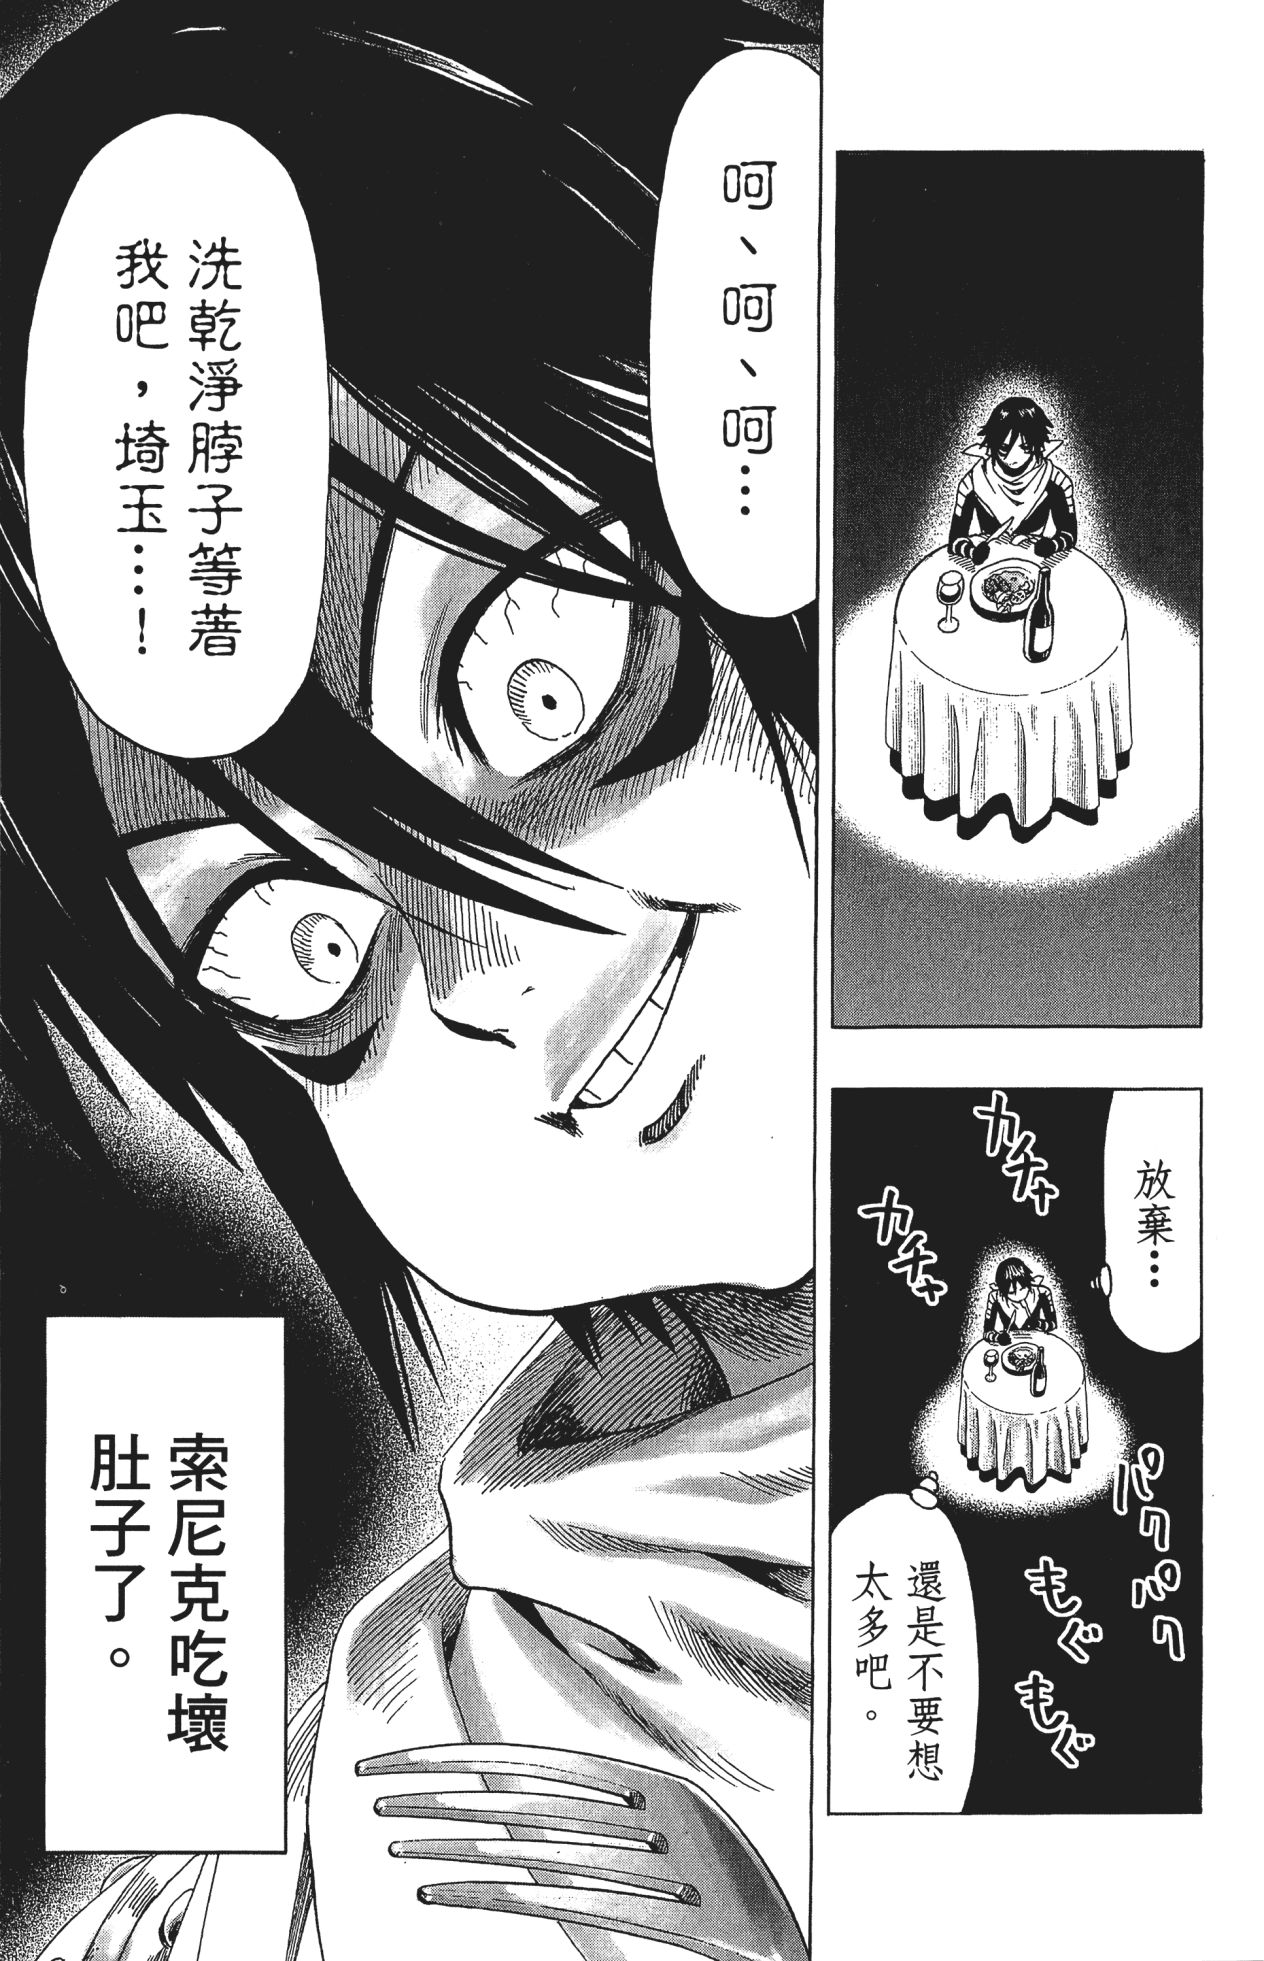 放棄…
カチャ
カチャ
パクパク
もぐ
もぐ
還是不要想
太多吧。
呵、呵、呵…
洗乾淨脖子等著
我吧，埼玉…！
索尼克吃壞
肚子了。